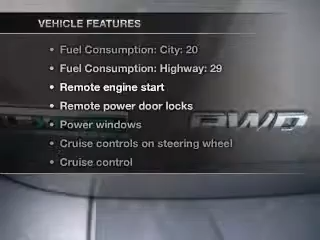 VEHICLE FEATURES
• Fuel Consumption: City: 20
• Fuel Consumption: Highway: 29
• Remote engine start
• Remote power door locks
• Power windows
• Cruise controls on steering wheel
• Cruise control
AWD